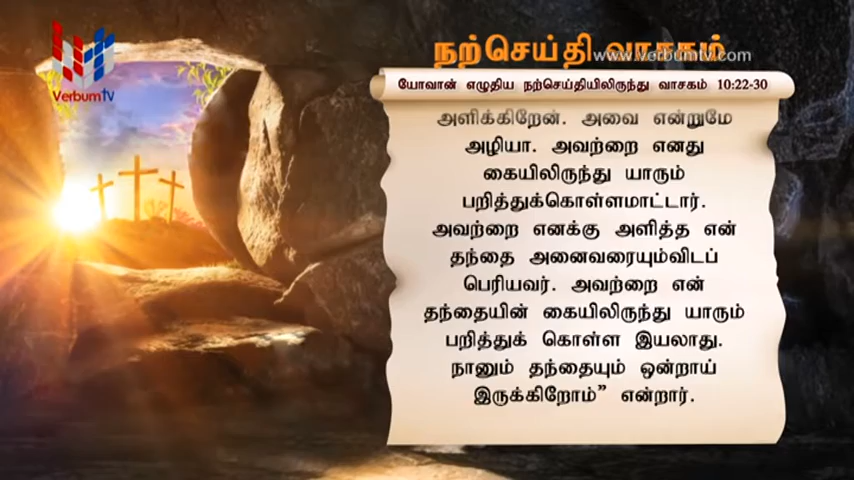 VerbumTV
நற்செய்தி வாசகம்
www.verbumtv.com
யோவான் எழுதிய நற்செய்தியிலிருந்து வாசகம் 10:22-30
அளிக்கிறேன். அவை என்றுமே
அழியா. அவற்றை எனது
கையிலிருந்து யாரும்
பறித்துக்கொள்ளமாட்டார்.
அவற்றை எனக்கு அளித்த என்
தந்தை அனைவரையும்விடப்
பெரியவர். அவற்றை என்
தந்தையின் கையிலிருந்து யாரும்
பறித்துக் கொள்ள இயலாது.
நானும் தந்தையும் ஒன்றாய்
இருக்கிறோம்” என்றார்.